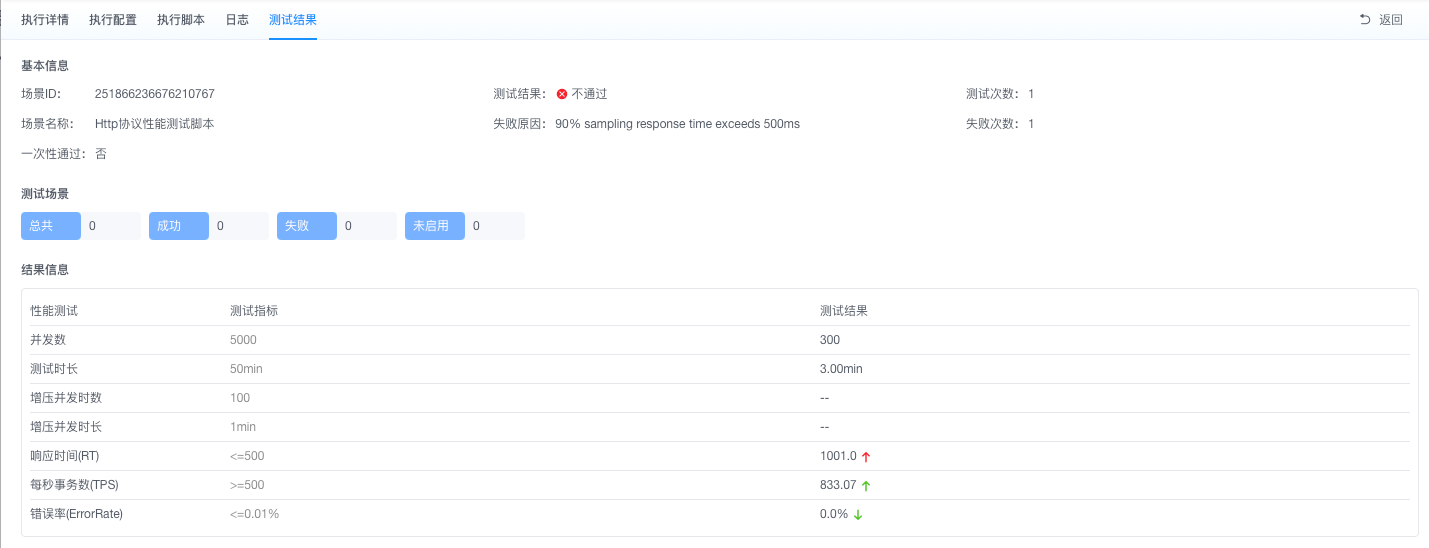 执行详情 执行配置 执行脚本 日志 测试结果 返回
基本信息
场景ID: 251866236676210767 测试结果: 不通过 测试次数: 1
场景名称: Http协议性能测试脚本 失败原因: 90% sampling response time exceeds 500ms 失败次数: 1
一次性通过: 否
测试场景
总共 0 成功 0 失败 0 未启用 0
结果信息
性能测试 测试指标 测试结果
并发数 5000 300
测试时长 50min 3.00min
增压并发时数 100 --
增压并发时长 1min --
响应时间(RT) <=500 1001.0
每秒事务数(TPS) >=500 833.07
错误率(ErrorRate) <=0.01% 0.0%